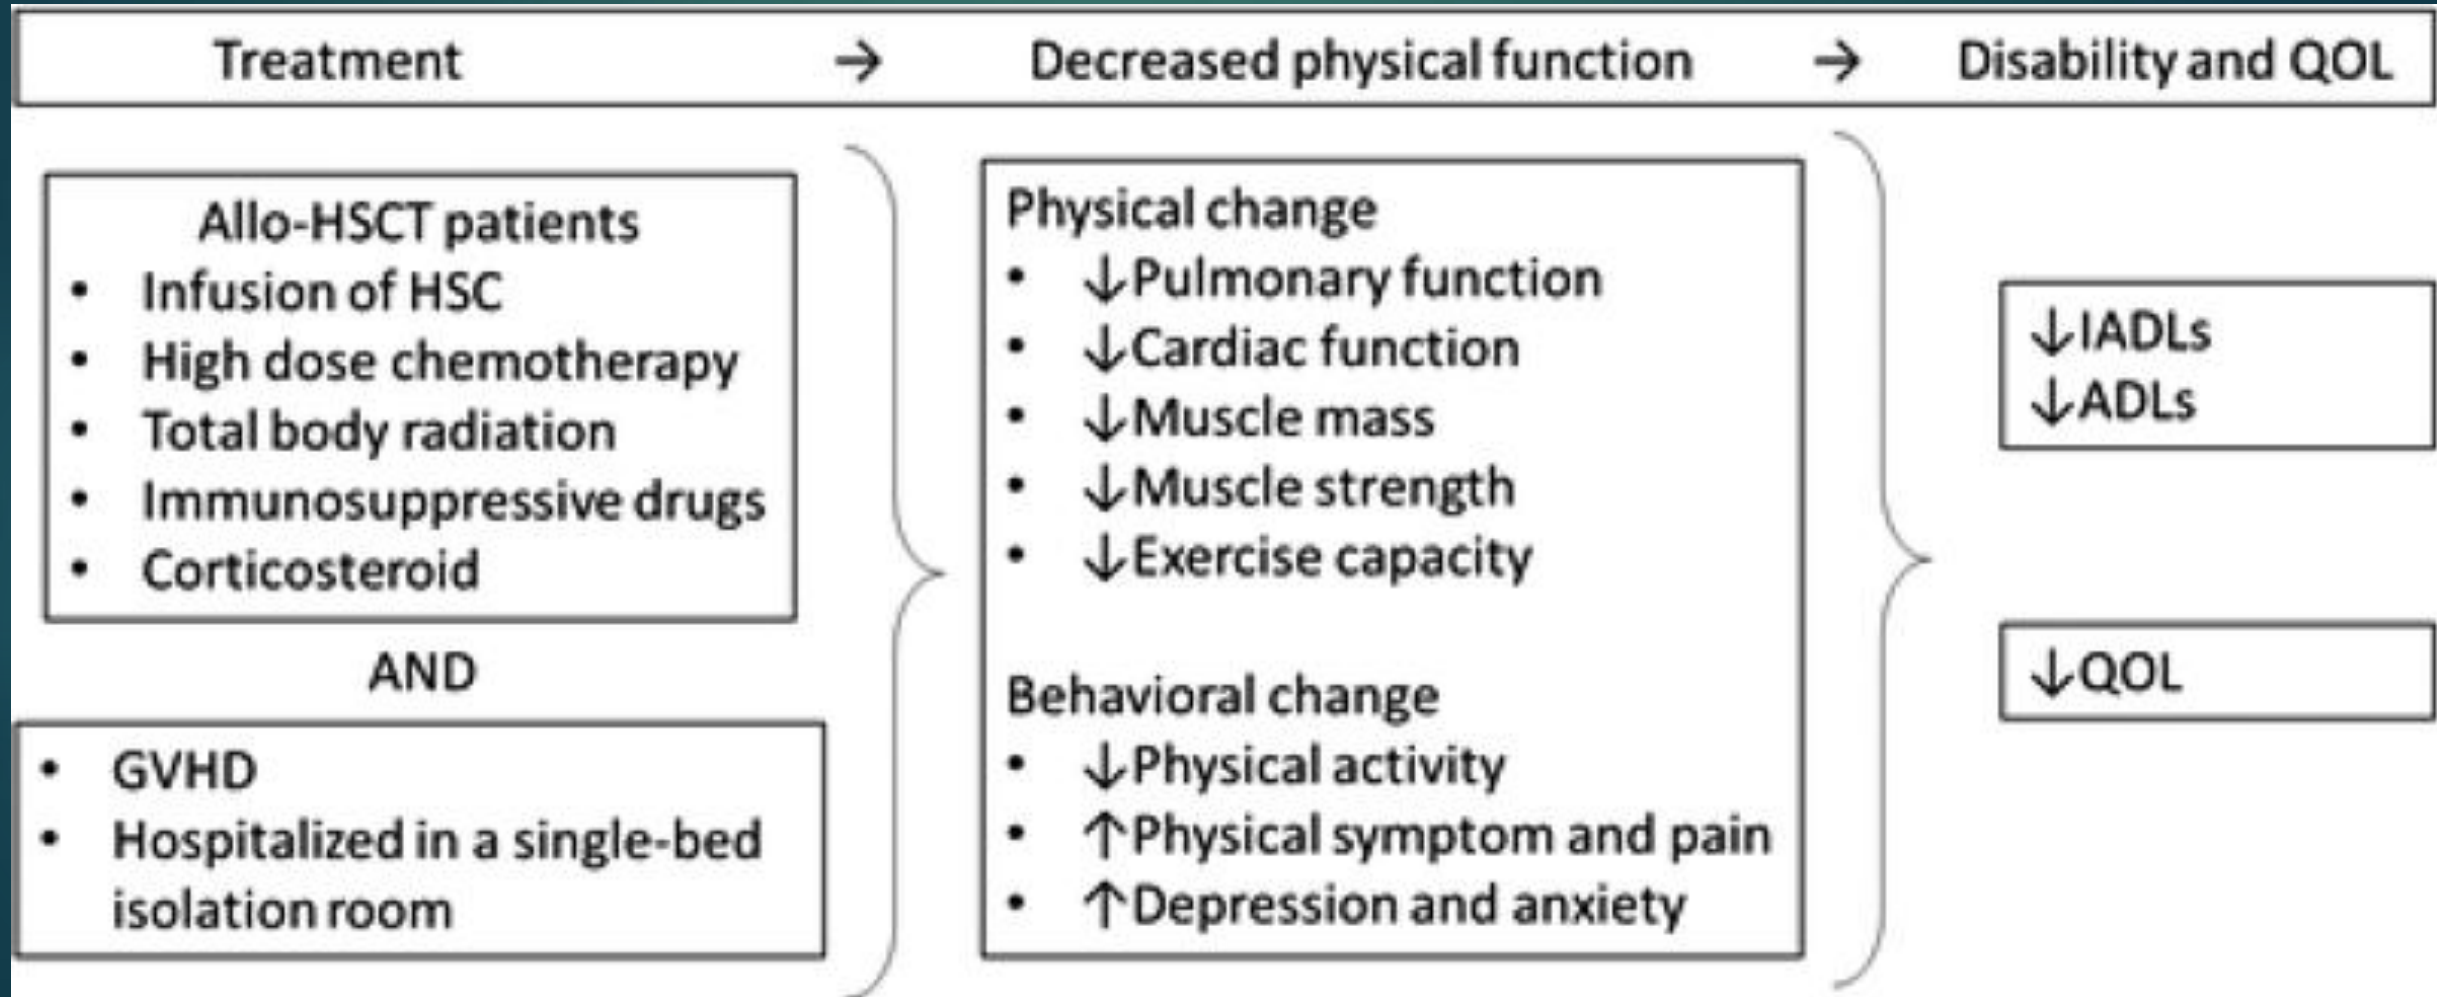 Treatment → Decreased physical function → Disability and QOL
Allo-HSCT patients
• Infusion of HSC
• High dose chemotherapy
• Total body radiation
• Immunosuppressive drugs
• Corticosteroid
AND
• GVHD
• Hospitalized in a single-bed
isolation room
Physical change
• ↓Pulmonary function
• ↓Cardiac function
• ↓Muscle mass
• ↓Muscle strength
• ↓Exercise capacity
Behavioral change
• ↓Physical activity
• ↑Physical symptom and pain
• ↑Depression and anxiety
↓IADLs
↓ADLs
↓QOL